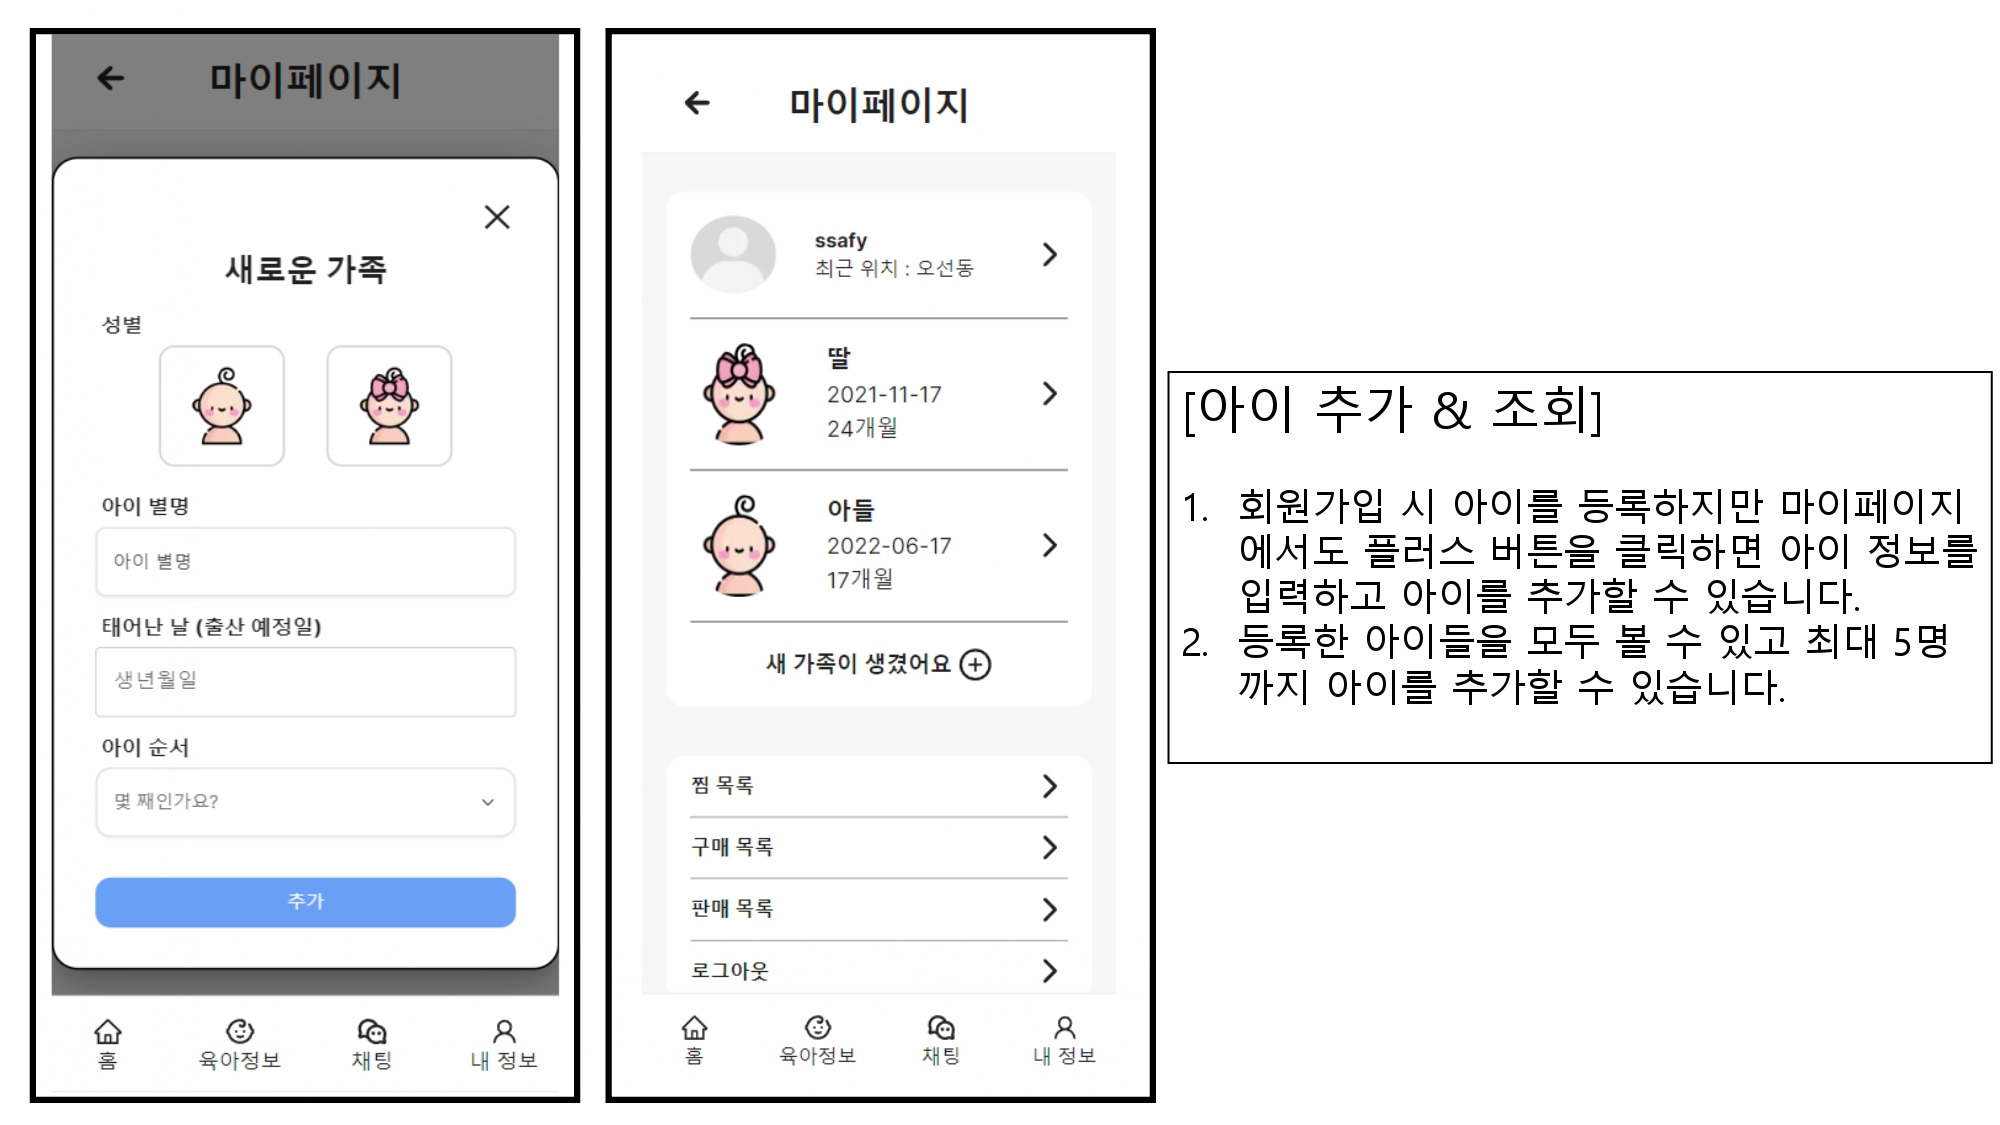 마이페이지
새로운 가족
성별
아이 별명
아이 별명
태어난 날 (출산 예정일)
생년월일
아이 순서
몇 째인가요?
추가
홈 육아정보 채팅 내 정보
마이페이지
ssafy
최근 위치 : 오선동
딸
2021-11-17
24개월
아들
2022-06-17
17개월
새 가족이 생겼어요
찜 목록
구매 목록
판매 목록
로그아웃
홈 육아정보 채팅 내 정보
[아이 추가 & 조회]
1. 회원가입 시 아이를 등록하지만 마이페이지
에서도 플러스 버튼을 클릭하면 아이 정보를
입력하고 아이를 추가할 수 있습니다.
2. 등록한 아이들을 모두 볼 수 있고 최대 5명
까지 아이를 추가할 수 있습니다.